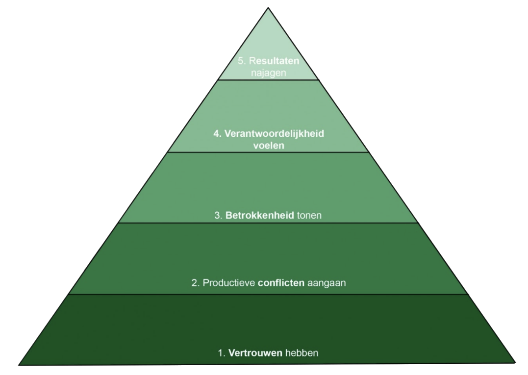 5. Resultaten
najagen
4. Verantwoordelijkheid
voelen
3. Betrokkenheid tonen
2. Productieve conflicten aangaan
1. Vertrouwen hebben